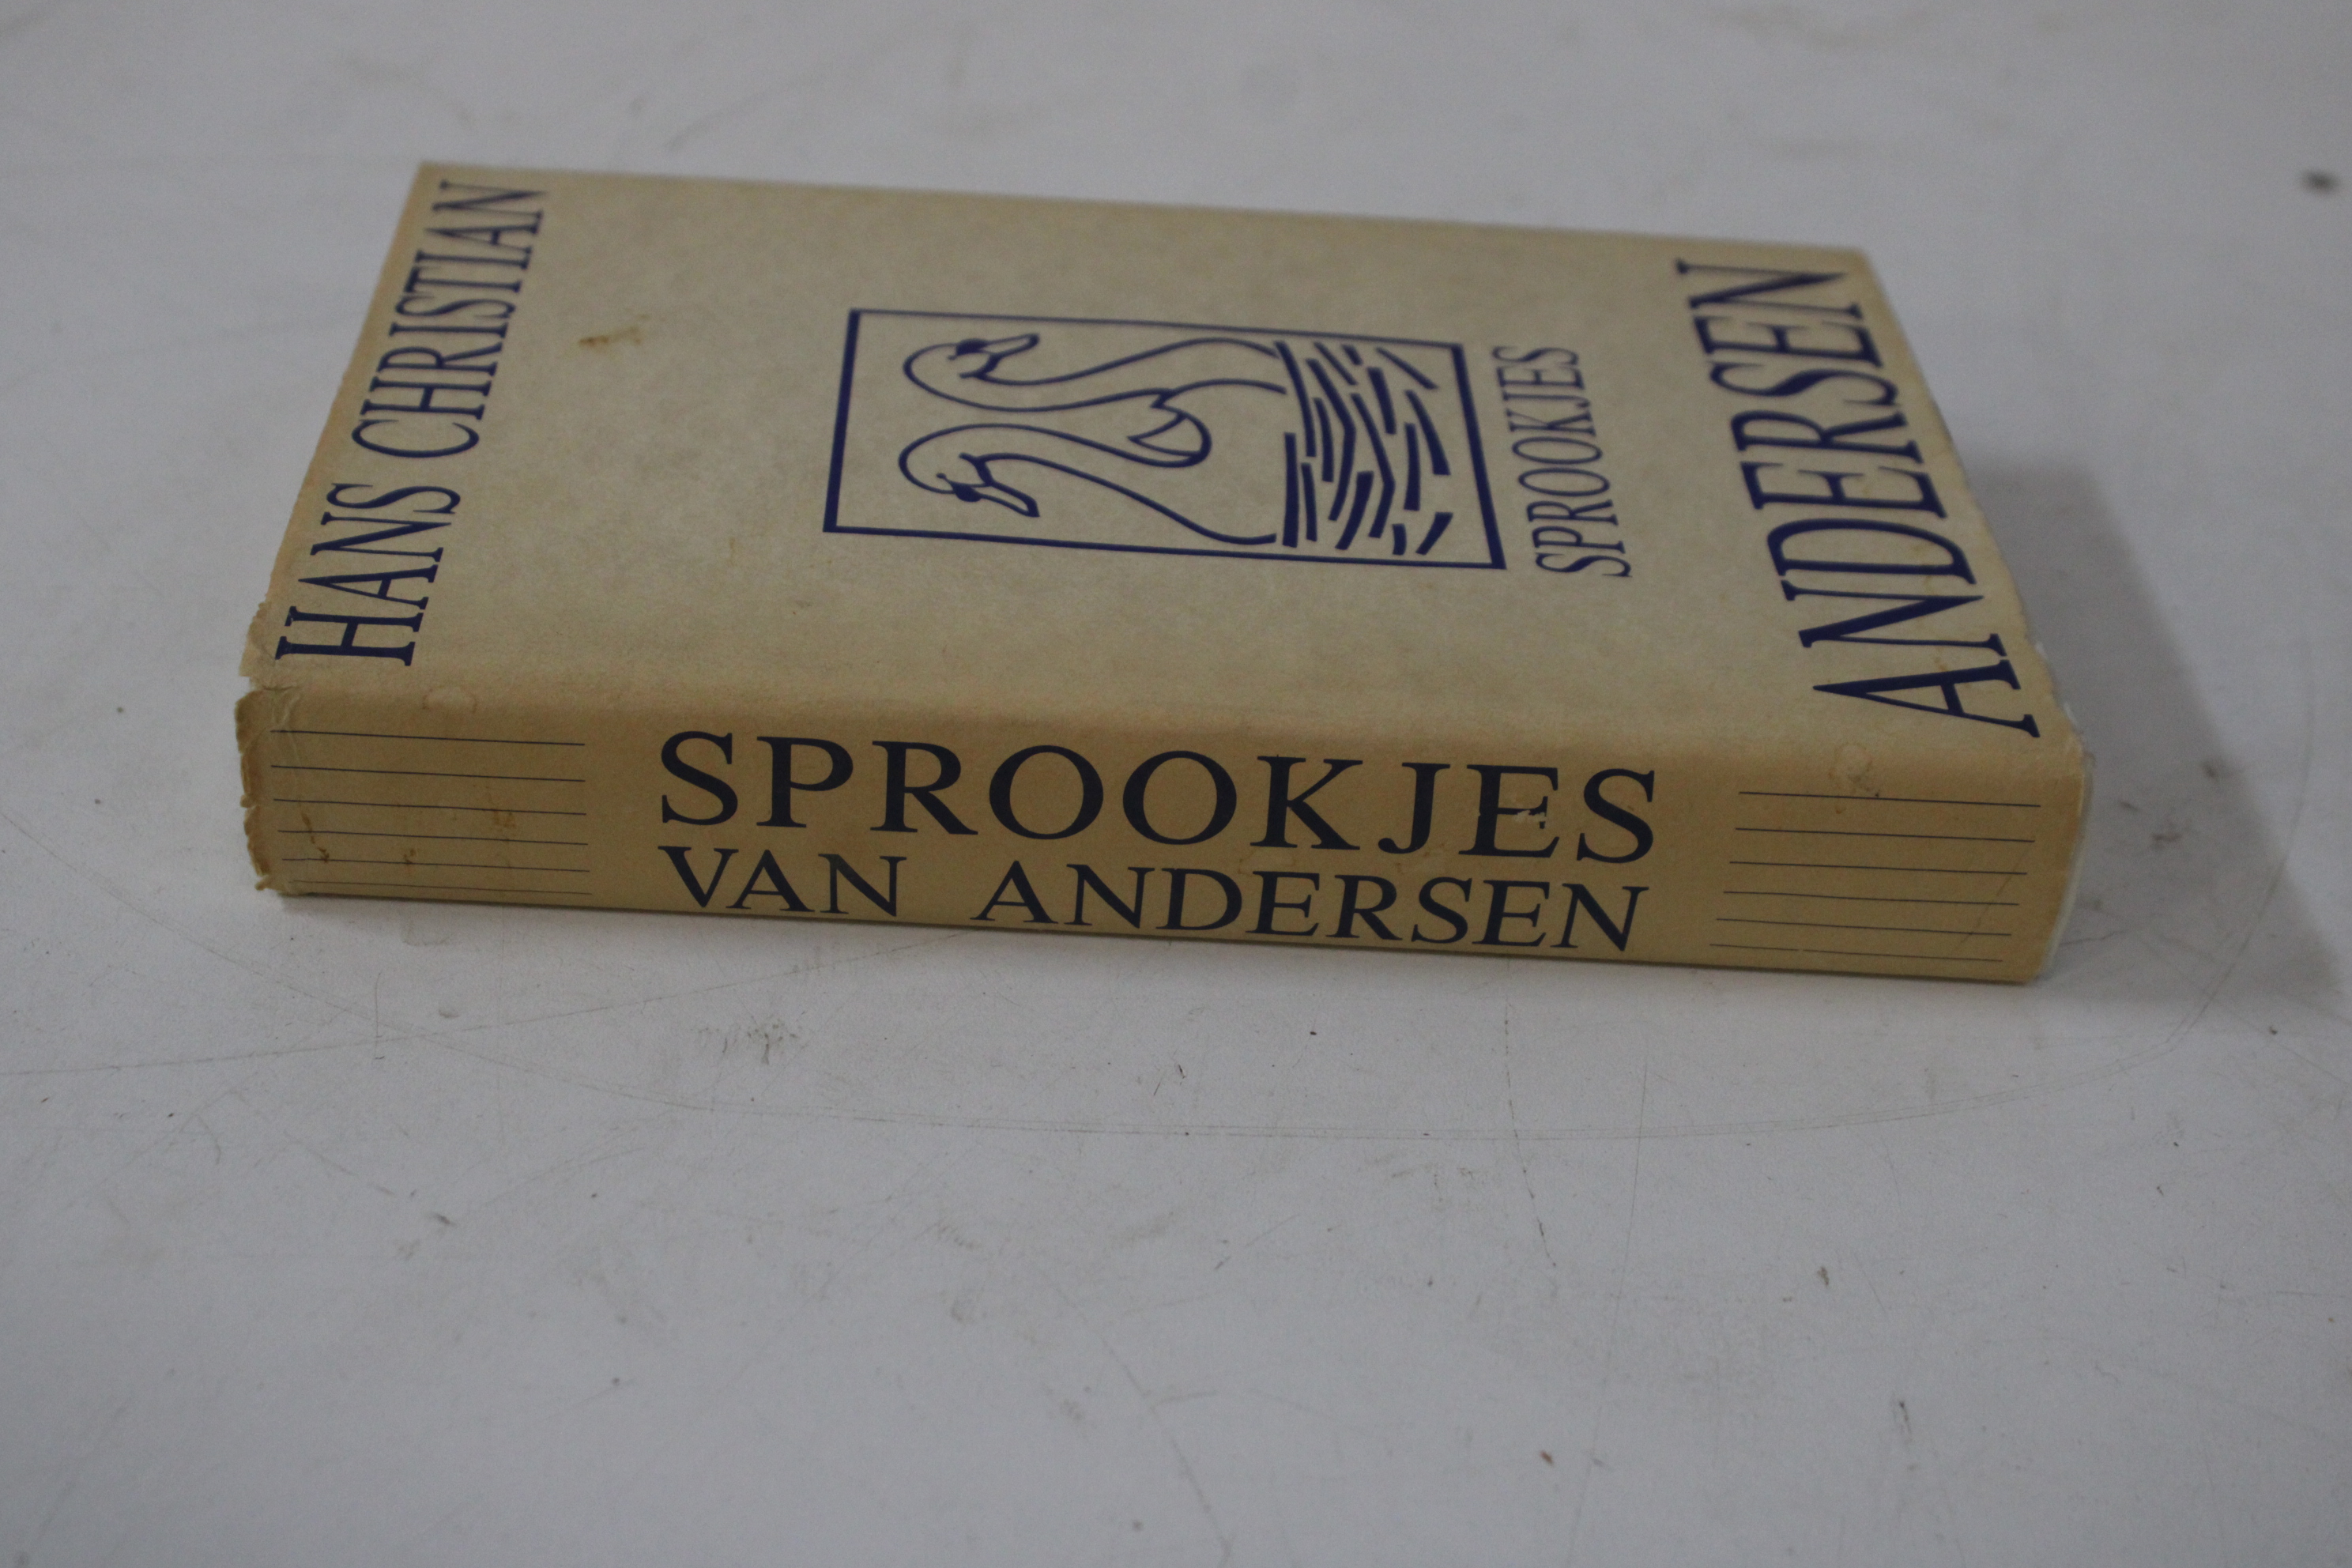 HANS CHRISTIAN
SPROOKJES
ANDERSEN
SPROOKJES
VAN ANDERSEN